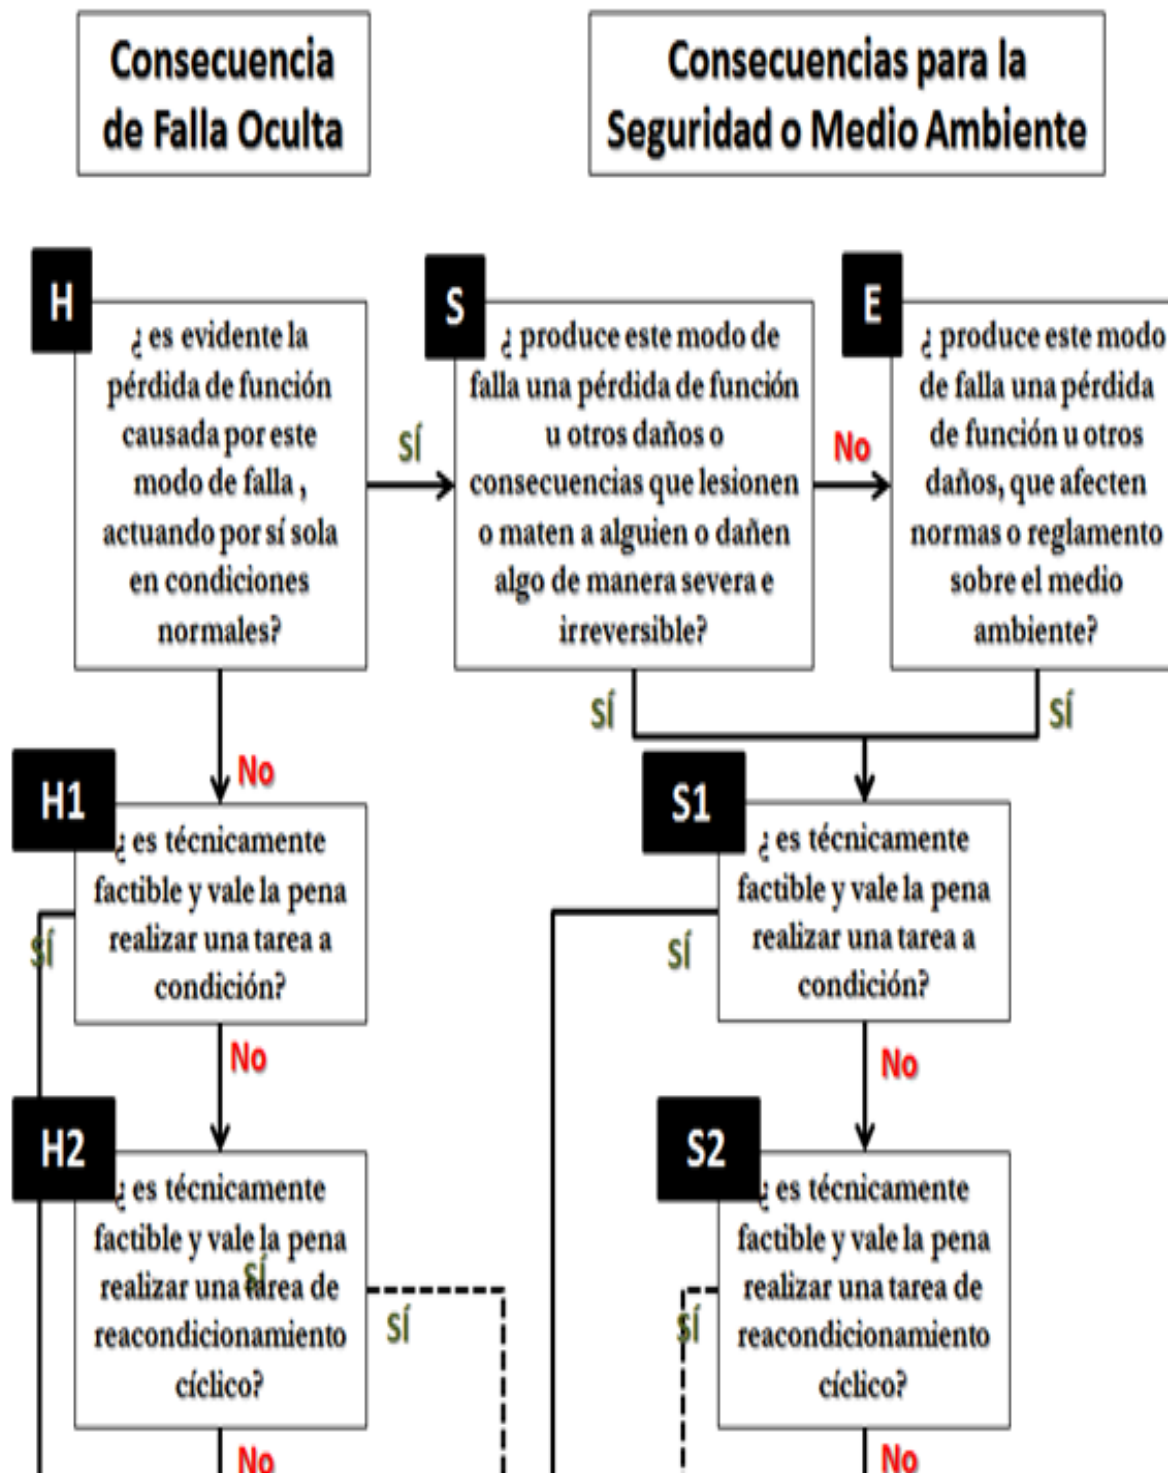 Consecuencia
de Falla Oculta
Consecuencias para la
Seguridad o Medio Ambiente
H
¿ es evidente la
pérdida de función
causada por este
modo de falla ,
actuando por sí sola
en condiciones
normales?
SÍ
S
¿ produce este modo de
falla una pérdida de función
u otros daños o
consecuencias que lesionen
o maten a alguien o dañen
algo de manera severa e
irreversible?
No
E
¿ produce este modo
de falla una pérdida
de función u otros
daños, que afecten
normas o reglamento
sobre el medio
ambiente?
SÍ
SÍ
No
H1
¿ es técnicamente
factible y vale la pena
realizar una tarea a
condición?
SÍ
No
S1
¿ es técnicamente
factible y vale la pena
realizar una tarea a
condición?
SÍ
No
H2
¿ es técnicamente
factible y vale la pena
realizar una tarea de
reacondicionamiento
cíclico?
SÍ
SÍ
No
S2
¿ es técnicamente
factible y vale la pena
realizar una tarea de
reacondicionamiento
cíclico?
SÍ
No